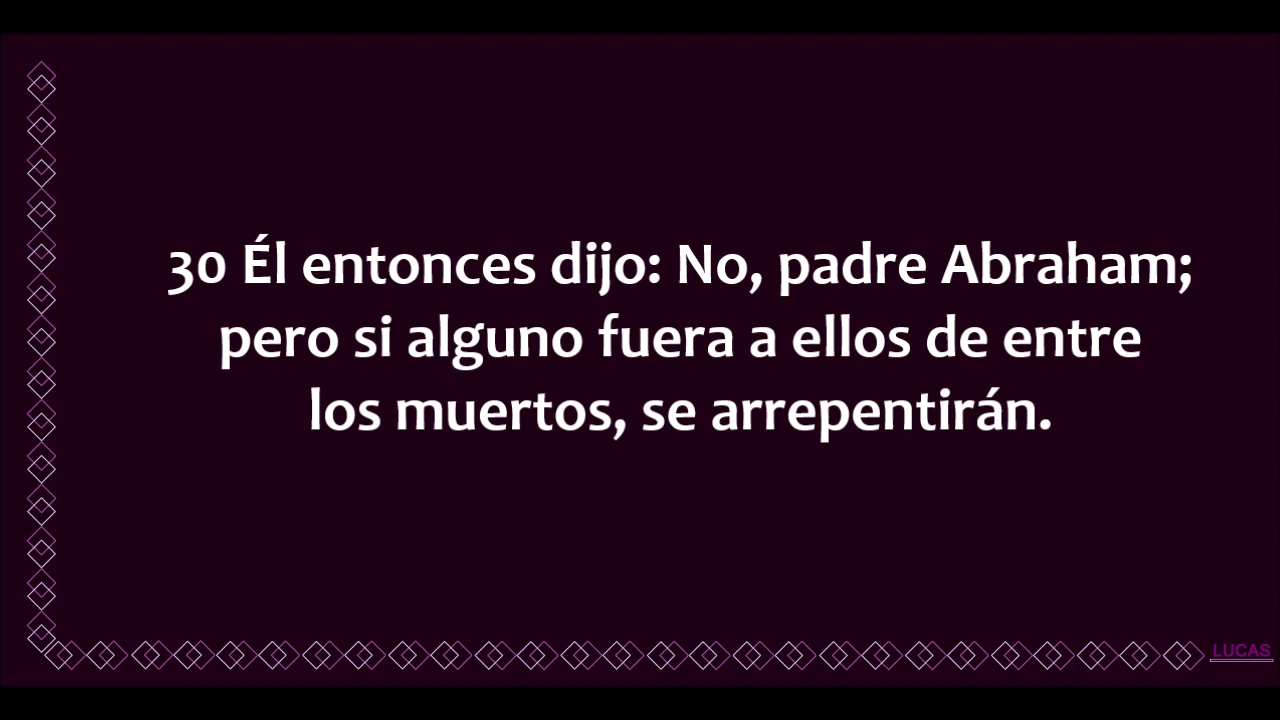 30 Él entonces dijo: No, padre Abraham;
pero si alguno fuera a ellos de entre
los muertos, se arrepentirán.
LUCAS